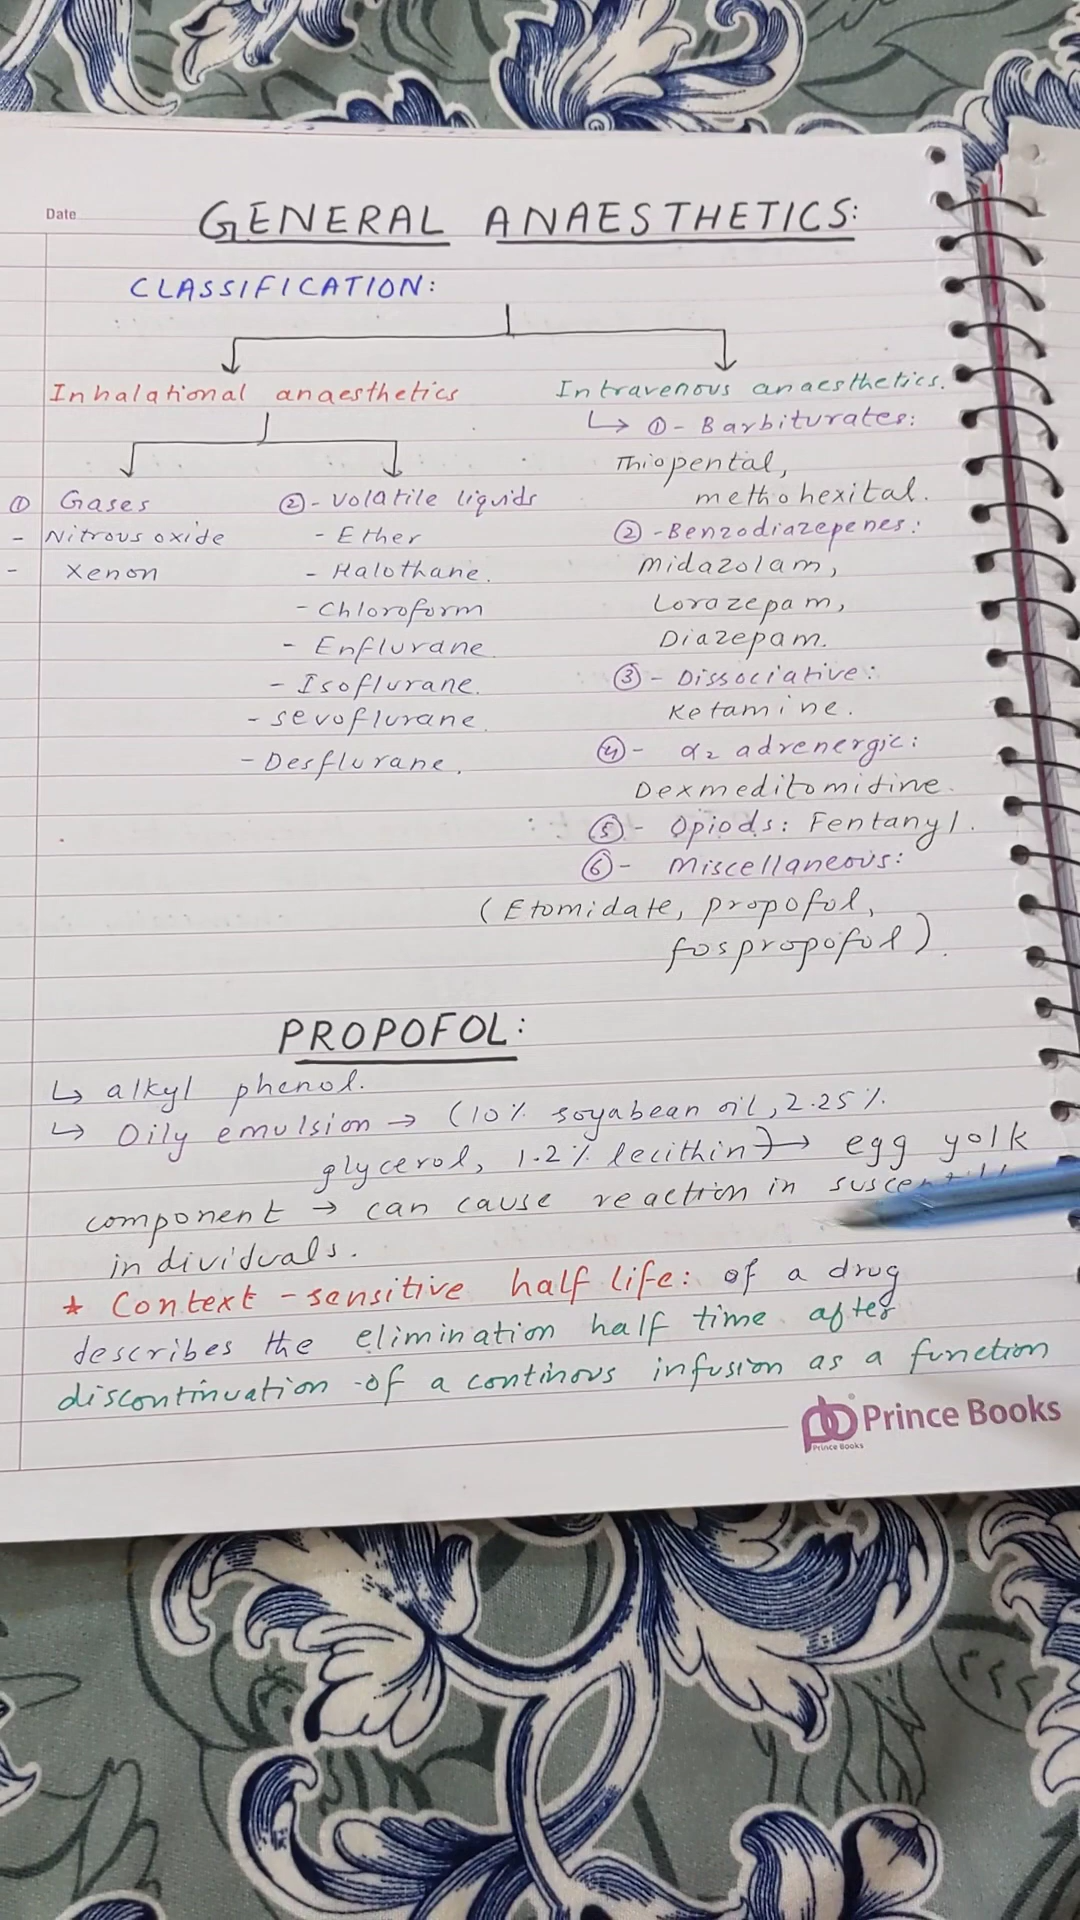 Date
GENERAL ANAESTHETICS:
CLASSIFICATION:
Inhalational anaesthetics
① Gases
- Nitrous oxide
- Xenon
② - Volatile liquids
- Ether
- Halothane.
- Chloroform
- Enflurane
- Isoflurane.
- sevoflurane.
- Desflurane.
Intravenous anaesthetics.
↳ ① - Barbiturates:
Thiopental,
methohexital.
② - Benzodiazepenes:
midazolam,
Lorazepam,
Diazepam.
③ - Dissociative:
Ketamine.
④ - α2 adrenergic:
Dexmeditomidine.
⑤ - Opiods: Fentanyl.
⑥ - Miscellaneous:
(Etomidate, propofol,
fospropofol).
PROPOFOL:
↳ alkyl phenol.
↳ Oily emulsion → (10% soyabean oil, 2.25%
glycerol, 1.2% lecithin) → egg yolk
component → can cause reaction in
individuals.
* Context-sensitive half life: of a drug
describes the elimination half time after
discontinuation of a continous infusion as a function
Prince Books
Prince Books